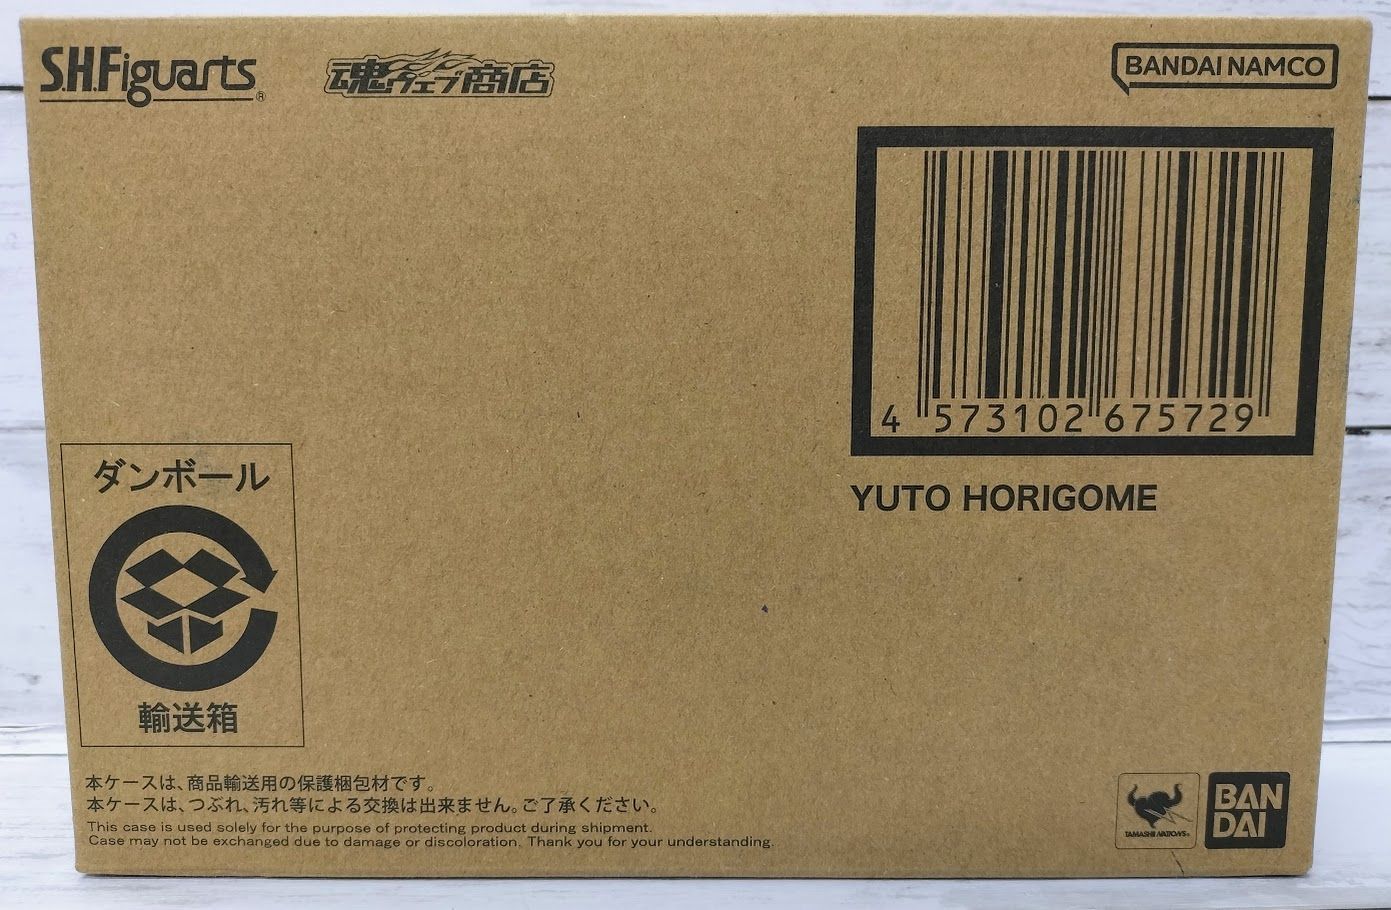 S.H.Figuarts®
魂ウェブ商店
BANDAI NAMCO
4 573102 675729
YUTO HORIGOME
ダンボール
輸送箱
本ケースは、商品輸送用の保護梱包材です。
本ケースは、つぶれ、汚れ等による交換は出来ません。ご了承ください。
This case is used solely for the purpose of protecting product during shipment.
Case may not be exchanged due to damage or discoloration. Thank you for your understanding.
TAMASHII NATIONS®
BAN
DAI